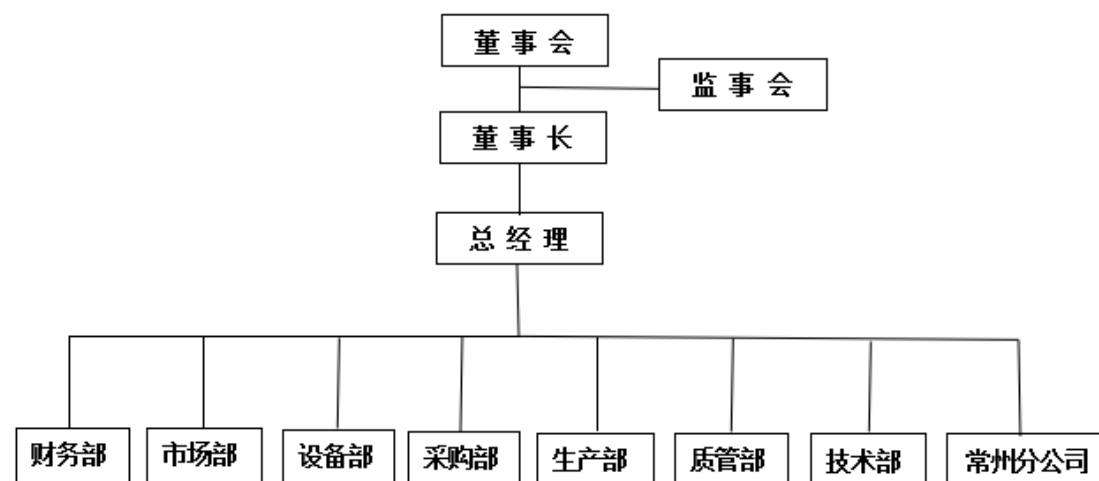 董事会
监事会
董事长
总经理
财务部
市场部
设备部
采购部
生产部
质管部
技术部
常州分公司